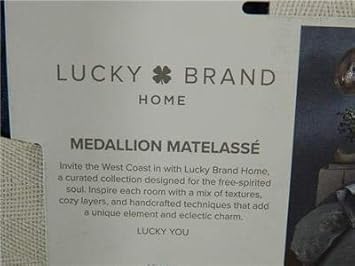 LUCKY BRAND
HOME
MEDALLION MATELASSÉ
Invite the West Coast in with Lucky Brand Home,
a curated collection designed for the free-spirited
soul. Inspire each room with a mix of textures,
cozy layers, and handcrafted techniques that add
a unique element and eclectic charm.
LUCKY YOU